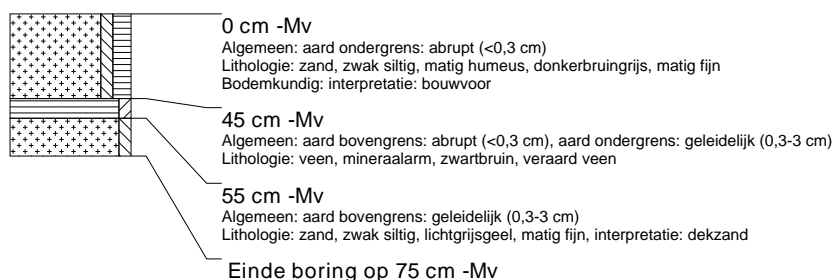 0 cm -Mv
Algemeen: aard ondergrens: abrupt (<0,3 cm)
Lithologie: zand, zwak siltig, matig humeus, donkerbruingrijs, matig fijn
Bodemkundig: interpretatie: bouwvoor
45 cm -Mv
Algemeen: aard bovengrens: abrupt (<0,3 cm), aard ondergrens: geleidelijk (0,3-3 cm)
Lithologie: veen, mineraalarm, zwartbruin, veraard veen
55 cm -Mv
Algemeen: aard bovengrens: geleidelijk (0,3-3 cm)
Lithologie: zand, zwak siltig, lichtgrijsgeel, matig fijn, interpretatie: dekzand
Einde boring op 75 cm -Mv